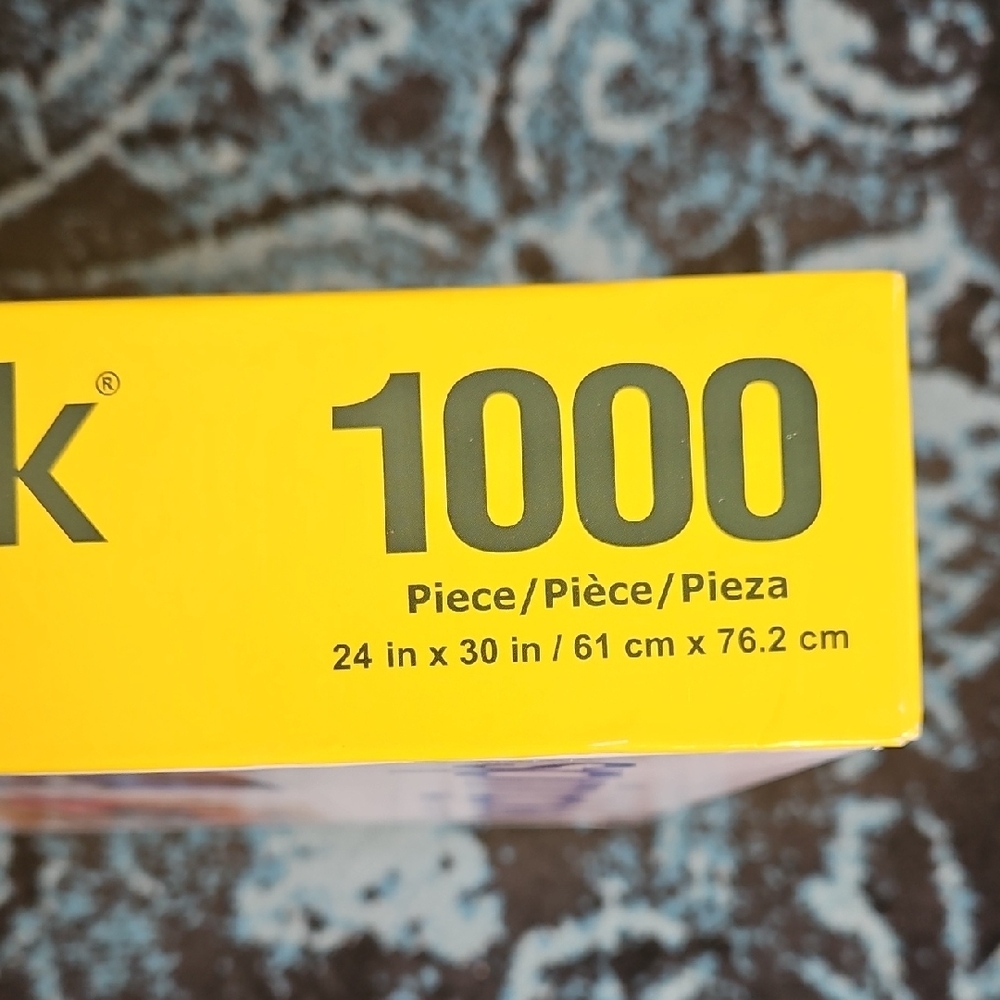 k®
1000
Piece/Pièce/Pieza
24 in x 30 in / 61 cm x 76.2 cm